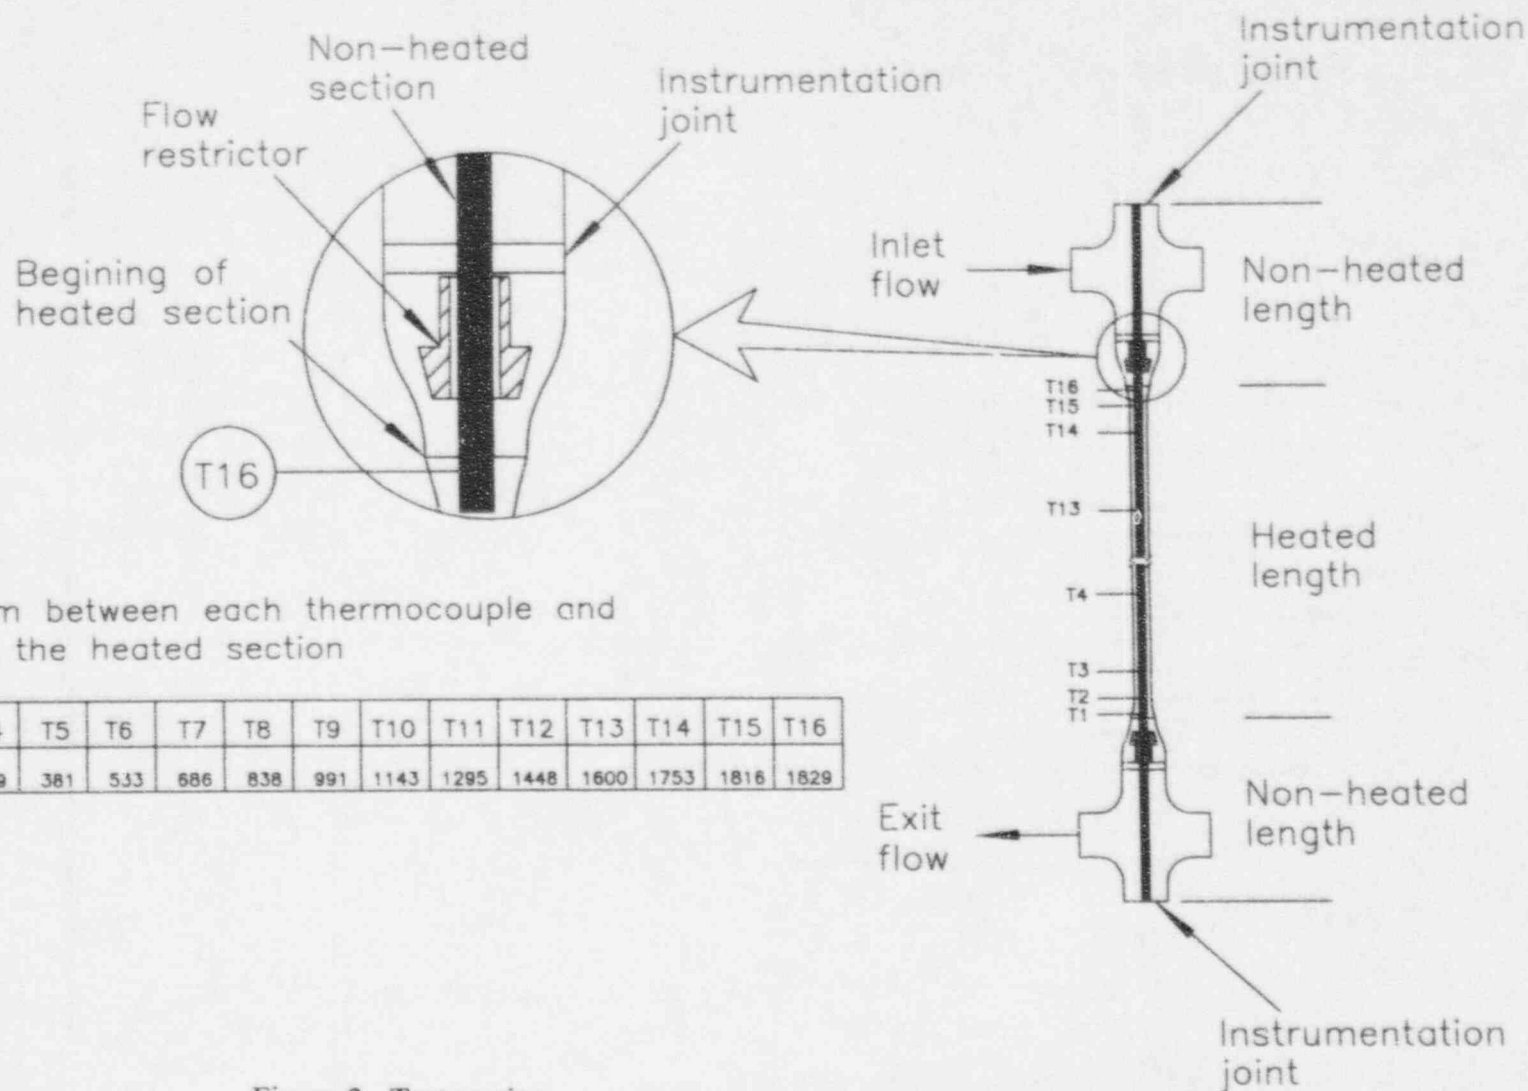 Non-heated
section
Instrumentation
joint
Flow
restrictor
Begining of
heated section
T16
between each thermocouple and
the heated section
T5 T6 T7 T8 T9 T10 T11 T12 T13 T14 T15 T16
381 533 686 838 991 1143 1295 1448 1600 1753 1816 1829
Instrumentation
joint
Inlet
flow
Non-heated
length
T16
T15
T14
T13
Heated
length
T4
T3
T2
T1
Exit
flow
Non-heated
length
Instrumentation
joint